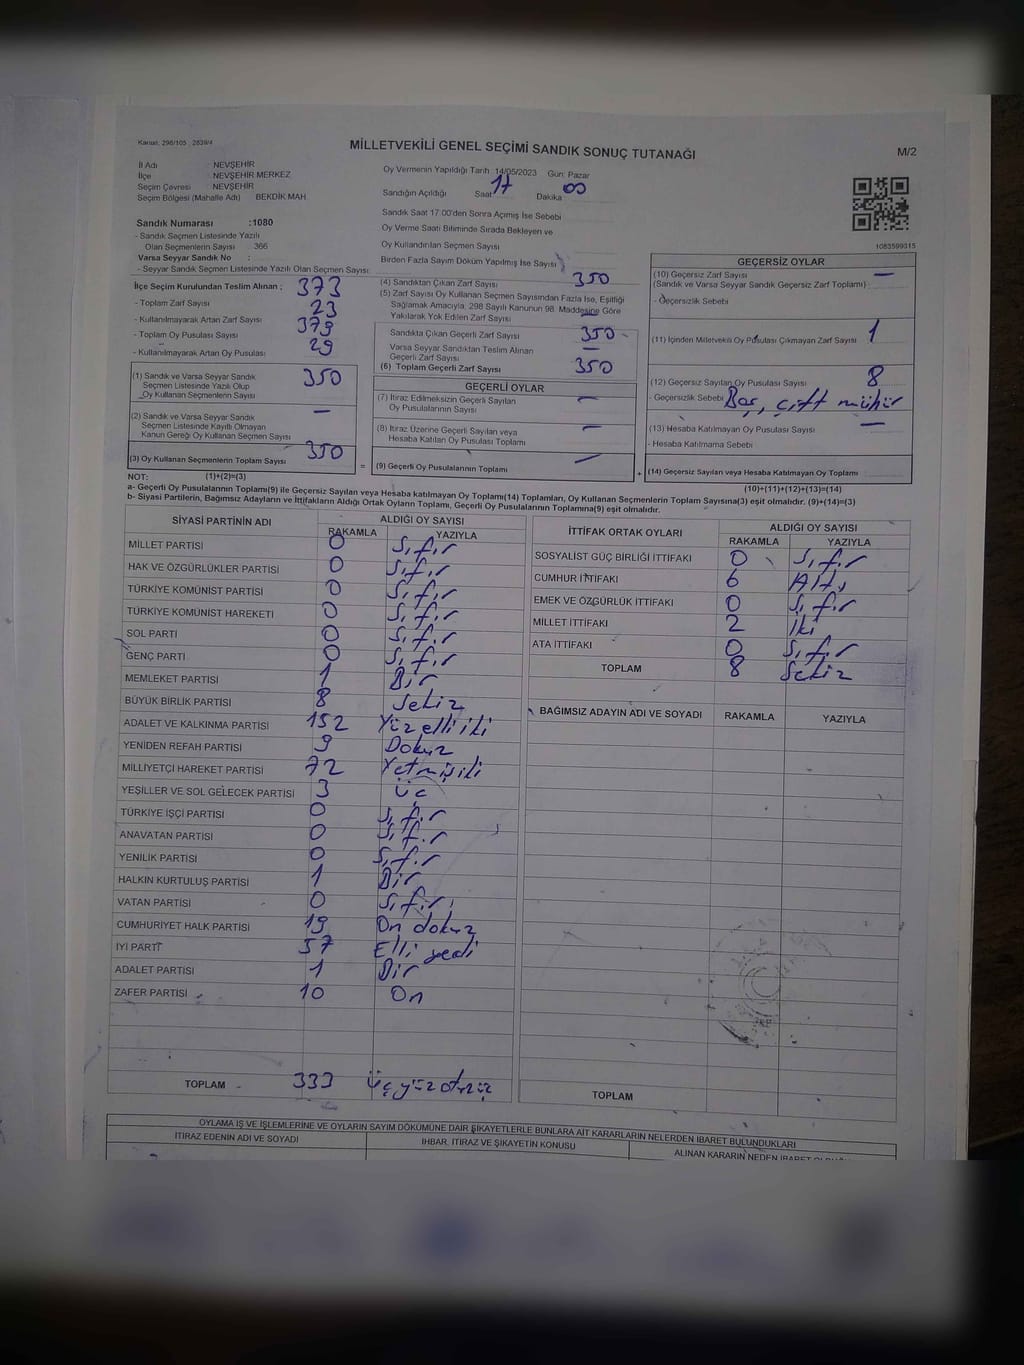 Kanun: 298/105 : 2839/4
MİLLETVEKİLİ GENEL SEÇİMİ SANDIK SONUÇ TUTANAĞI
M/2
İl Adı : NEVŞEHİR
İlçe : NEVŞEHİR MERKEZ
Seçim Çevresi : NEVŞEHİR
Seçim Bölgesi (Mahalle Adı) BEKDİK MAH.
Oy Vermenin Yapıldığı Tarih 14/05/2023 Gün: Pazar
Sandığın Açıldığı Saat 17 Dakika 00
Sandık Saat 17.00'den Sonra Açımış İse Sebebi
Oy Verme Saati Bitiminde Sırada Bekleyen ve
Oy Kullandırılan Seçmen Sayısı
Birden Fazla Sayım Döküm Yapılmış İse Sayısı
1083599315
Sandık Numarası :1080
- Sandık Seçmen Listesinde Yazılı
Olan Seçmenlerin Sayısı : 366
Varsa Seyyar Sandık No :
- Seyyar Sandık Seçmen Listesinde Yazılı Olan Seçmen Sayısı:
İlçe Seçim Kurulundan Teslim Alınan ; 373
- Toplam Zarf Sayısı 23
- Kullanılmayarak Artan Zarf Sayısı 379
- Toplam Oy Pusulası Sayısı
- Kullanılmayarak Artan Oy Pusulası 29
(1) Sandık ve Varsa Seyyar Sandık 350
Seçmen Listesinde Yazılı Olup
Oy Kullanan Seçmenlerin Sayısı
(2) Sandık ve Varsa Seyyar Sandık —
Seçmen Listesinde Kayıtlı Olmayan
Kanun Gereği Oy Kullanan Seçmen Sayısı
(3) Oy Kullanan Seçmenlerin Toplam Sayısı 350
(4) Sandıktan Çıkan Zarf Sayısı 350
(5) Zarf Sayısı Oy Kullanan Seçmen Sayısından Fazla İse, Eşitliği
Sağlamak Amacıyla, 298 Sayılı Kanunun 98. Maddesine Göre
Yakılarak Yok Edilen Zarf Sayısı —
Sandıkta Çıkan Geçerli Zarf Sayısı 350
Varsa Seyyar Sandıktan Teslim Alınan
Geçerli Zarf Sayısı —
(6) Toplam Geçerli Zarf Sayısı 350
GEÇERLİ OYLAR
(7) İtiraz Edilmeksizin Geçerli Sayılan —
Oy Pusulalarının Sayısı
(8) İtiraz Üzerine Geçerli Sayılan veya —
Hesaba Katılan Oy Pusulası Toplamı
= (9) Geçerli Oy Pusulalarının Toplamı —
GEÇERSİZ OYLAR
(10) Geçersiz Zarf Sayısı —
(Sandık ve Varsa Seyyar Sandık Geçersiz Zarf Toplamı)
- Geçersizlik Sebebi
(11) İçinden Milletvekili Oy Pusulası Çıkmayan Zarf Sayısı 1
(12) Geçersiz Sayılan Oy Pusulası Sayısı 8
- Geçersizlik Sebebi Boş, çift mühür
(13) Hesaba Katılmayan Oy Pusulası Sayısı —
- Hesaba Katılmama Sebebi
+ (14) Geçersiz Sayılan veya Hesaba Katılmayan Oy Toplamı
NOT: (1)+(2)=(3)
(10)+(11)+(12)+(13)=(14)
a- Geçerli Oy Pusulalarının Toplamı(9) ile Geçersiz Sayılan veya Hesaba katılmayan Oy Toplamı(14) Toplamları, Oy Kullanan Seçmenlerin Toplam Sayısına(3) eşit olmalıdır. (9)+(14)=(3)
b- Siyasi Partilerin, Bağımsız Adayların ve İttifakların Aldığı Ortak Oyların Toplamı, Geçerli Oy Pusulalarının Toplamına(9) eşit olmalıdır.
SİYASİ PARTİNİN ADI ALDIĞI OY SAYISI
RAKAMLA YAZIYLA
MİLLET PARTİSİ 0 Sıfır
HAK VE ÖZGÜRLÜKLER PARTİSİ 0 Sıfır
TÜRKİYE KOMÜNİST PARTİSİ 0 Sıfır
TÜRKİYE KOMÜNİST HAREKETİ 0 Sıfır
SOL PARTİ 0 Sıfır
GENÇ PARTİ 0 Sıfır
MEMLEKET PARTİSİ 1 Bir
BÜYÜK BİRLİK PARTİSİ 8 Sekiz
ADALET VE KALKINMA PARTİSİ 152 Yüz elli iki
YENİDEN REFAH PARTİSİ 9 Dokuz
MİLLİYETÇİ HAREKET PARTİSİ 72 Yetmişiki
YEŞİLLER VE SOL GELECEK PARTİSİ 3 üç
TÜRKİYE İŞÇİ PARTİSİ 0 Sıfır
ANAVATAN PARTİSİ 0 Sıfır
YENİLİK PARTİSİ 0 Sıfır
HALKIN KURTULUŞ PARTİSİ 1 Bir
VATAN PARTİSİ 0 Sıfır
CUMHURİYET HALK PARTİSİ 19 On dokuz
İYİ PARTİ 57 Elli yedi
ADALET PARTİSİ 1 Bir
ZAFER PARTİSİ 10 On
TOPLAM 333 üçyüzotuzüç
İTTİFAK ORTAK OYLARI ALDIĞI OY SAYISI
RAKAMLA YAZIYLA
SOSYALİST GÜÇ BİRLİĞİ İTTİFAKI 0 Sıfır
CUMHUR İTTİFAKI 6 Altı
EMEK VE ÖZGÜRLÜK İTTİFAKI 0 Sıfır
MİLLET İTTİFAKI 2 İki
ATA İTTİFAKI 0 Sıfır
TOPLAM 8 Sekiz
BAĞIMSIZ ADAYIN ADI VE SOYADI RAKAMLA YAZIYLA
TOPLAM
OYLAMA İŞ VE İŞLEMLERİNE VE OYLARIN SAYIM DÖKÜMÜNE DAİR ŞİKAYETLERLE BUNLARA AİT KARARLARIN NELERDEN İBARET BULUNDUKLARI
İTİRAZ EDENİN ADI VE SOYADI İHBAR, İTİRAZ VE ŞİKAYETİN KONUSU ALINAN KARARIN NEDEN İBARET OLDUĞU